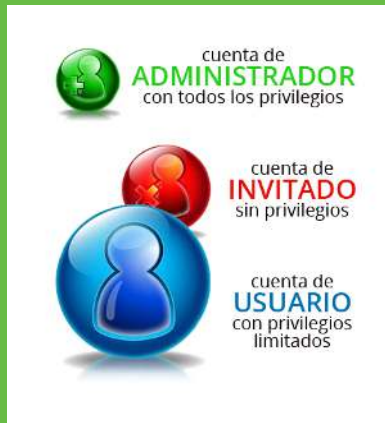 cuenta de
ADMINISTRADOR
con todos los privilegios
cuenta de
INVITADO
sin privilegios
cuenta de
USUARIO
con privilegios
limitados